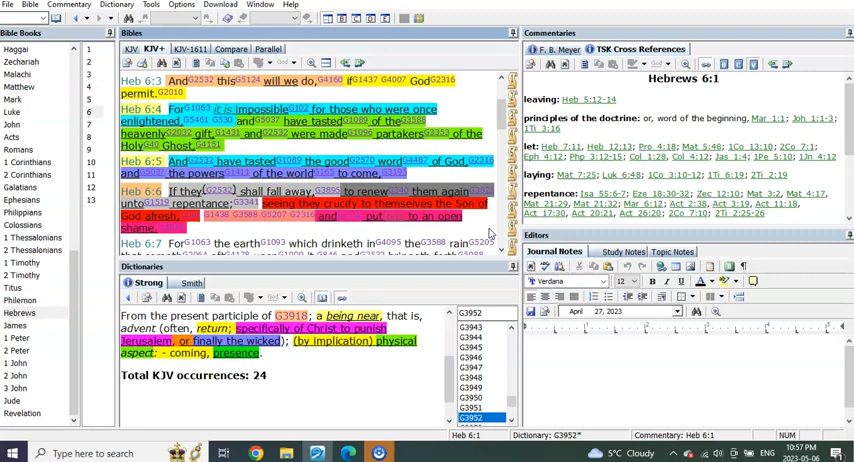 File Bible Commentary Dictionary Tools Options Download Window Help
Bible Books
Bibles
Commentaries
Haggai
Zechariah
Malachi
Matthew
Mark
Luke
John
Acts
Romans
1 Corinthians
2 Corinthians
Galatians
Ephesians
Philippians
Colossians
1 Thessalonians
2 Thessalonians
1 Timothy
2 Timothy
Titus
Philemon
Hebrews
James
1 Peter
2 Peter
1 John
2 John
3 John
Jude
Revelation
1
2
3
4
5
6
7
8
9
10
11
12
13
KJV KJV+ KJV-1611 Compare Parallel
Heb 6:3 And G2532 this G5124 will we do, G4160 if G1437 G4007 God G2316
permit. G2010
Heb 6:4 For G1063 it is impossible G102 for those who were once
enlightened, G5461 G530 and G5037 have tasted G1089 of the G3588
heavenly G2032 gift, G1431 and G2532 were made G1096 partakers G3353 of the
Holy G40 Ghost, G4151
Heb 6:5 And G2532 have tasted G1089 the good G2570 word G4487 of God, G2316
and G5037 the powers G1411 of the world G165 to come, G3195
Heb 6:6 If they (G2532) shall fall away, G3895 to renew G340 them again G3825
unto G1519 repentance; G3341 seeing they crucify to themselves the Son of
God afresh, G1438 G3588 G5207 G2316 and put him to an open
shame.
Heb 6:7 For G1063 the earth G1093 which drinketh in G4095 the G3588 rain G5205
Dictionaries
Strong Smith
From the present participle of G3918; a being near, that is,
advent (often, return; specifically of Christ to punish
Jerusalem, or finally the wicked); (by implication) physical
aspect: - coming, presence.
Total KJV occurrences: 24
G3952
G3943
G3944
G3945
G3946
G3947
G3948
G3949
G3950
G3951
G3952
F. B. Meyer TSK Cross References
Hebrews 6:1
leaving: Heb 5:12-14
principles of the doctrine: or, word of the beginning, Mar 1:1; Joh 1:1-3;
1Ti 3:16
let: Heb 7:11, Heb 12:13; Pro 4:18; Mat 5:48; 1Co 13:10; 2Co 7:1;
Eph 4:12; Php 3:12-15; Col 1:28, Col 4:12; Jas 1:4; 1Pe 5:10; 1Jn 4:12
laying: Mat 7:25; Luk 6:48; 1Co 3:10-12; 1Ti 6:19; 2Ti 2:19
repentance: Isa 55:6-7; Eze 18:30-32; Zec 12:10; Mat 3:2, Mat 4:17,
Mat 21:29, Mat 21:32; Mar 6:12; Act 2:38, Act 3:19, Act 11:18,
Act 17:30, Act 20:21, Act 26:20; 2Co 7:10; 2Ti 2:25-26
Editors
Journal Notes Study Notes Topic Notes
Verdana 12 B I U A
April 27, 2023
Heb 6:1 Dictionary: G3952* Commentary: Heb 6:1 NUM
Type here to search
5°C Cloudy ENG
10:57 PM
2023-05-06